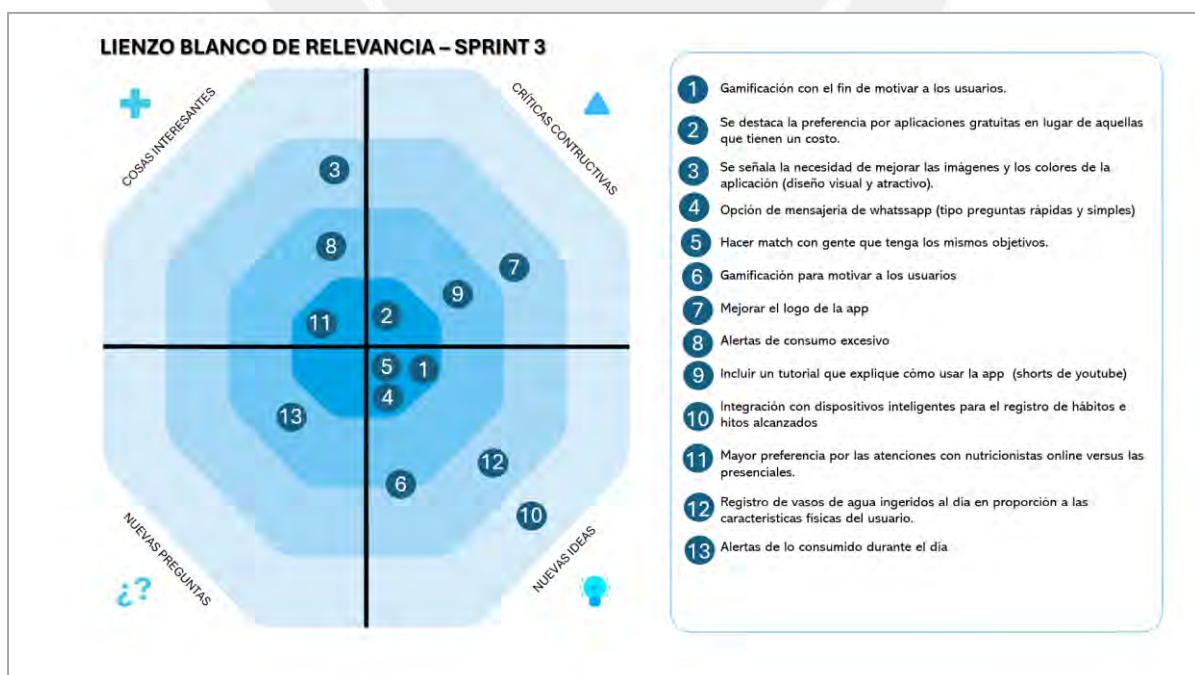 LIENZO BLANCO DE RELEVANCIA – SPRINT 3
COSAS INTERESANTES
CRÍTICAS CONTRUCTIVAS
3
8
7
9
11
2
5
1
4
13
12
6
10
NUEVAS PREGUNTAS
NUEVAS IDEAS
¿?
1 Gamificación con el fin de motivar a los usuarios.
2 Se destaca la preferencia por aplicaciones gratuitas en lugar de aquellas
que tienen un costo.
3 Se señala la necesidad de mejorar las imágenes y los colores de la
aplicación (diseño visual y atractivo).
4 Opción de mensajería de whatssapp (tipo preguntas rápidas y simples)
5 Hacer match con gente que tenga los mismos objetivos.
6 Gamificación para motivar a los usuarios
7 Mejorar el logo de la app
8 Alertas de consumo excesivo
9 Incluir un tutorial que explique cómo usar la app (shorts de youtube)
10 Integración con dispositivos inteligentes para el registro de hábitos e
hitos alcanzados
11 Mayor preferencia por las atenciones con nutricionistas online versus las
presenciales.
12 Registro de vasos de agua ingeridos al día en proporción a las
características físicas del usuario.
13 Alertas de lo consumido durante el día